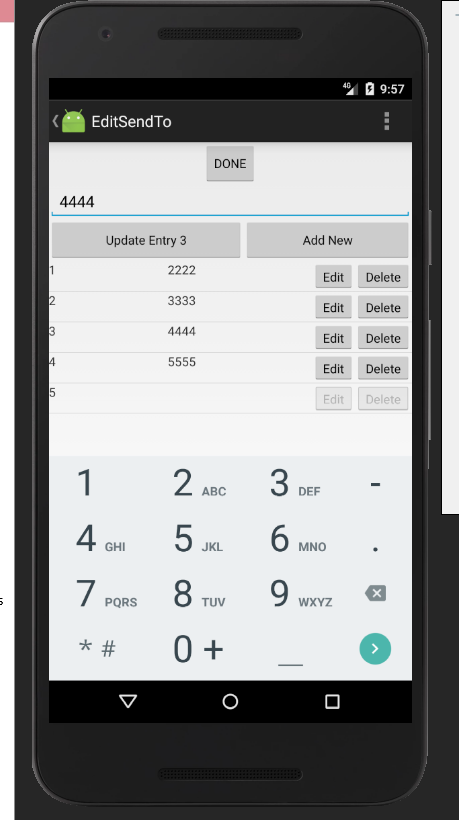 4G 9:57
EditSendTo
DONE
4444
Update Entry 3 Add New
1 2222 Edit Delete
2 3333 Edit Delete
3 4444 Edit Delete
4 5555 Edit Delete
5 Edit Delete
1 2 ABC 3 DEF -
4 GHI 5 JKL 6 MNO .
7 PQRS 8 TUV 9 WXYZ
* # 0 + _
s